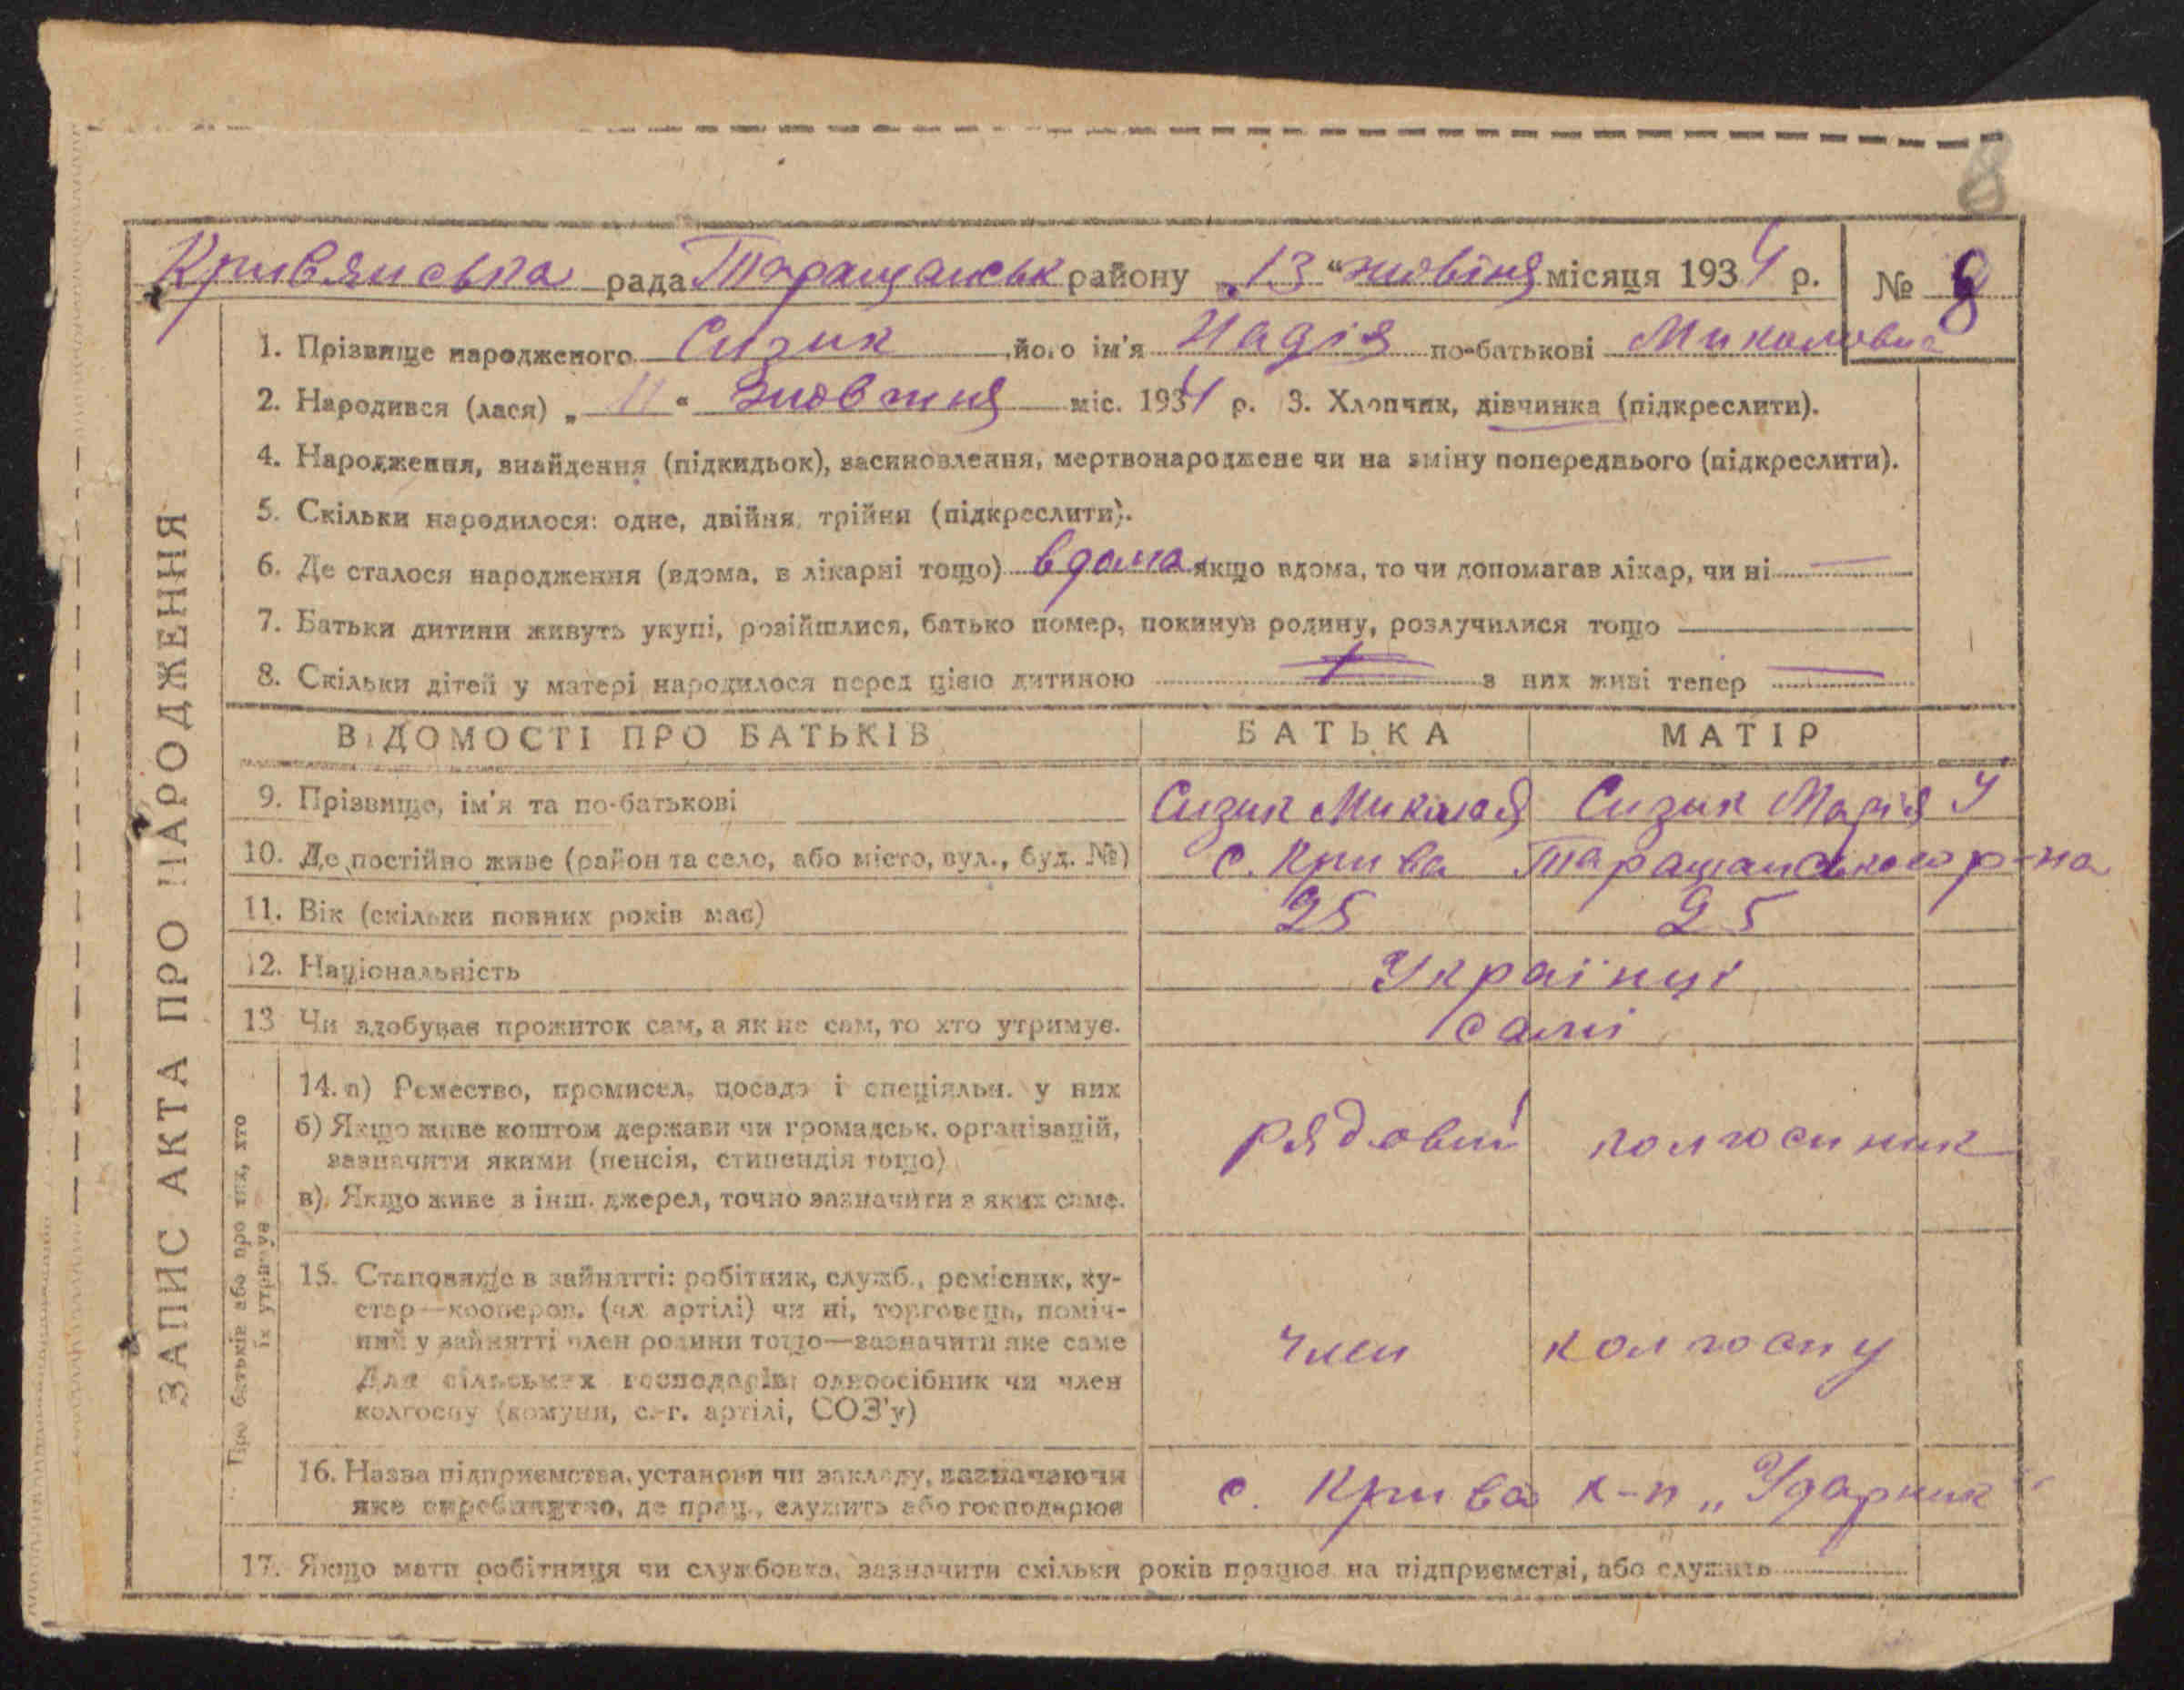 8
Кривянська рада Таращанськ району „13“ жовтня місяця 1934 р. № 8
1. Прізвище народженого Сизик його ім'я Надія по-батькові Миколовна
2. Народився (лася) „11“ жовтня міс. 1934 р. 3. Хлопчик, дівчинка (підкреслити).
4. Народження, знайдення (підкидьок), засиновлення, мертвонароджене чи на зміну попереднього (підкреслити).
5. Скільки народилося: одне, двійня, трійня (підкреслити).
6. Де сталося народження (вдома, в лікарні тощо) вдома якщо вдома, то чи допомагав лікар, чи ні —
7. Батьки дитини живуть укупі, розійшлися, батько помер, покинув родину, розлучилися тощо
8. Скільки дітей у матері народилося перед цією дитиною з них живі тепер —
ВІДОМОСТІ ПРО БАТЬКІВ БАТЬКА МАТІР
9. Прізвище, ім'я та по-батькові Сизик Миколай Сизик Марія У
10. Де постійно живе (район та село, або місто, вул., буд. №) с. Крива Таращанського р-на
11. Вік (скільки повних років має) 25 25
12. Національність Українці
13 Чи здобуває прожиток сам, а як не сам, то хто утримує. самі
14. а) Ремество, промисел, посада і спеціяльн. у них
б) Якщо живе коштом держави чи громадськ. організацій,
зазначити якими (пенсія, стипендія тощо)
рядовий колгосник
в) Якщо живе з інш. джерел, точно зазначити з яких саме.
15. Становище в зайнятті: робітник, служб., ремісник, ку-
стар—кооперов. (чл. артілі) чи ні, торговець, поміч-
ний у зайнятті член родини тощо—зазначити яке саме
член колгоспу
Для сільських господарів: одноосібник чи член
колгоспу (комуни, с.-г. артілі, СОЗ'у)
16. Назва підприємства, установи чи закладу, зазначаючи
яке виробництво, де прац., служить або господарює
с. Крива к-п „Ударник“
17. Якщо мати робітниця чи службовка, зазначити скільки років працює на підприємстві, або служить
ЗАПИС АКТА ПРО НАРОДЖЕННЯ
Про батьків або про тих, хто
їх утримує